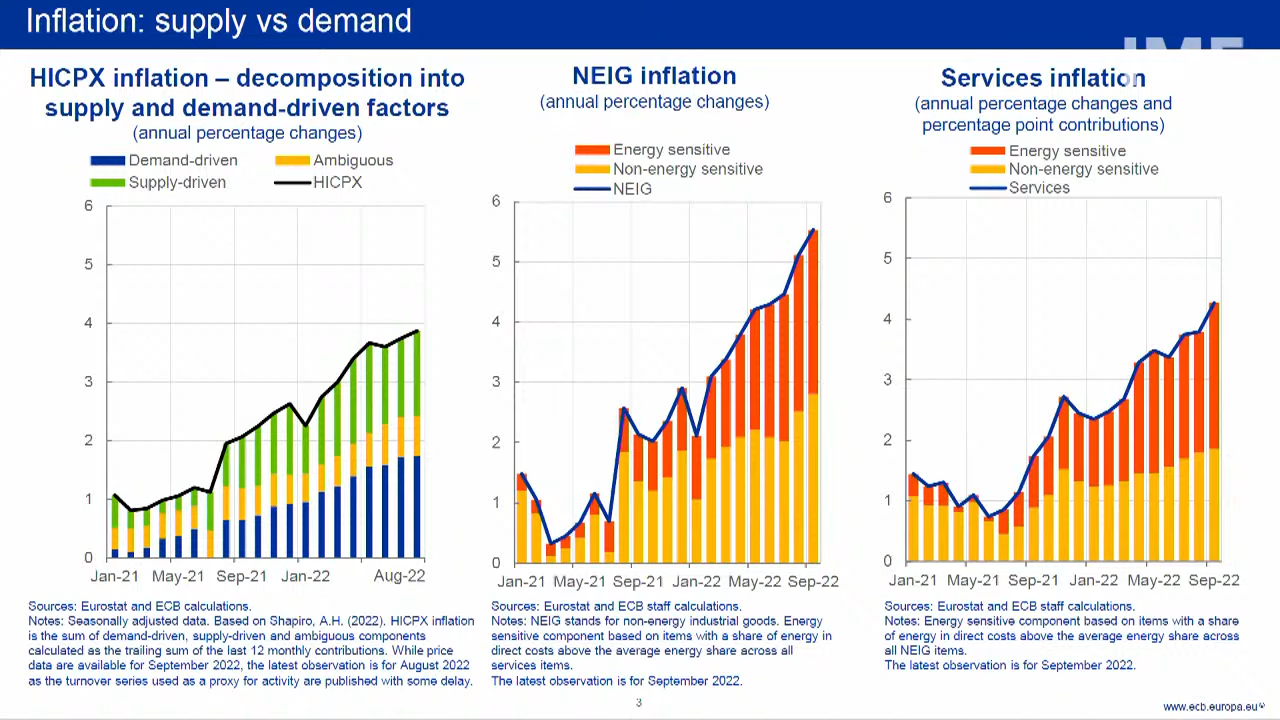 Inflation: supply vs demand
IMF
HICPX inflation – decomposition into
supply and demand-driven factors
(annual percentage changes)
Demand-driven
Ambiguous
Supply-driven
HICPX
6
5
4
3
2
1
0
Jan-21 May-21 Sep-21 Jan-22 Aug-22
Sources: Eurostat and ECB calculations.
Notes: Seasonally adjusted data. Based on Shapiro, A.H. (2022). HICPX inflation
is the sum of demand-driven, supply-driven and ambiguous components
calculated as the trailing sum of the last 12 monthly contributions. While price
data are available for September 2022, the latest observation is for August 2022
as the turnover series used as a proxy for activity are published with some delay.
NEIG inflation
(annual percentage changes)
Energy sensitive
Non-energy sensitive
NEIG
6
5
4
3
2
1
0
Jan-21 May-21 Sep-21 Jan-22 May-22 Sep-22
Sources: Eurostat and ECB staff calculations.
Notes: NEIG stands for non-energy industrial goods. Energy
sensitive component based on items with a share of energy in
direct costs above the average energy share across all
services items.
The latest observation is for September 2022.
Services inflation
(annual percentage changes and
percentage point contributions)
Energy sensitive
Non-energy sensitive
Services
6
5
4
3
2
1
0
Jan-21 May-21 Sep-21 Jan-22 May-22 Sep-22
Sources: Eurostat and ECB staff calculations.
Notes: Energy sensitive component based on items with a share
of energy in direct costs above the average energy share across
all NEIG items.
The latest observation is for September 2022.
3
www.ecb.europa.eu©